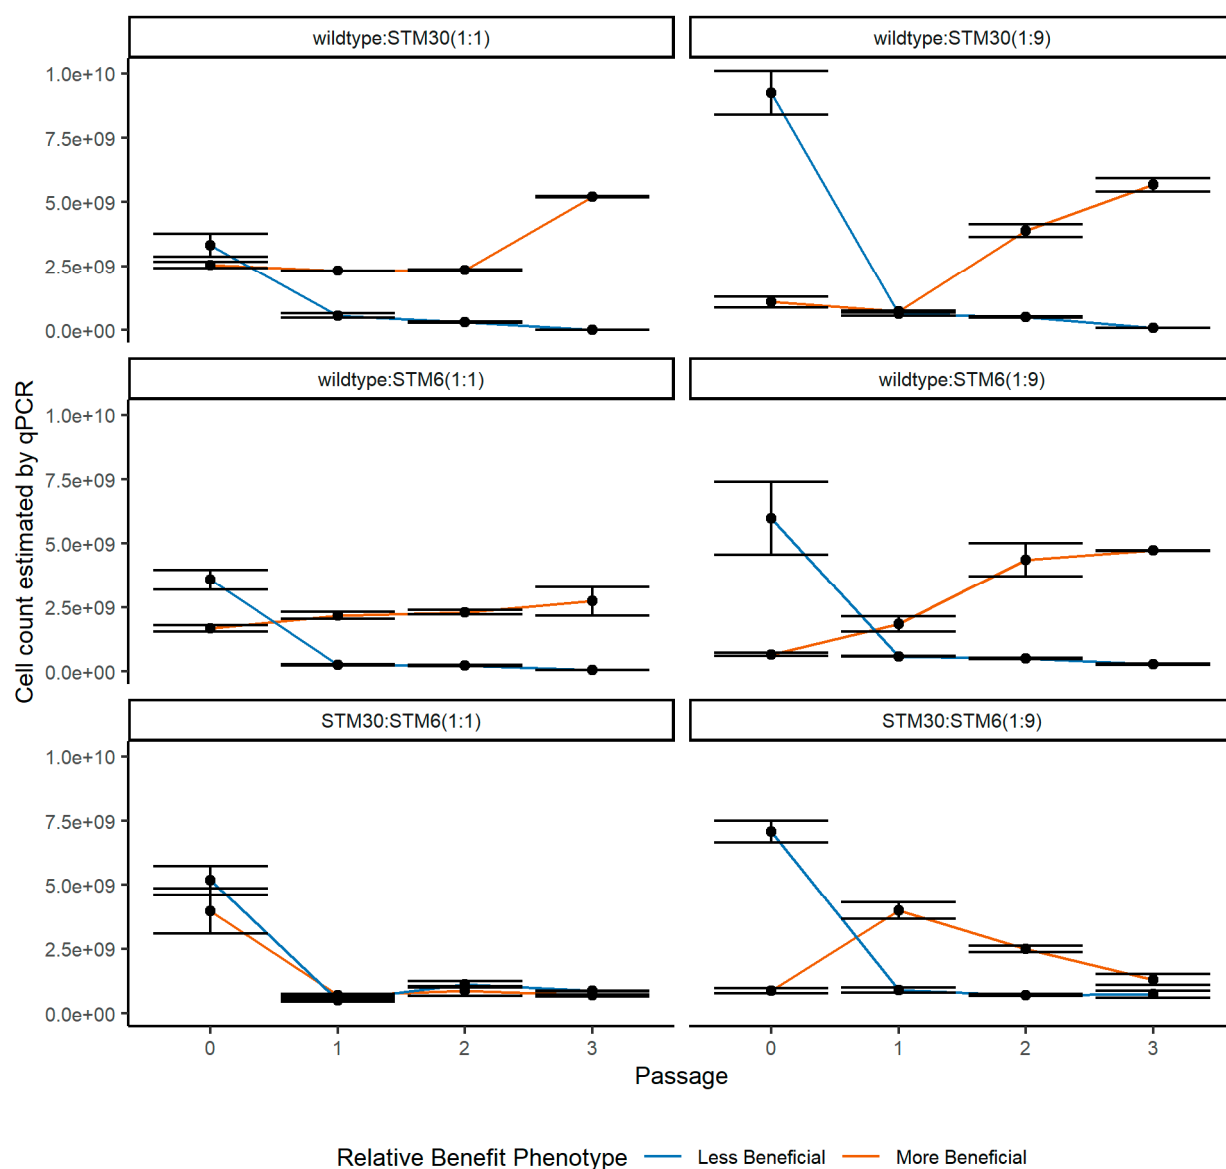 wildtype:STM30(1:1)
wildtype:STM30(1:9)
1.0e+10
7.5e+09
5.0e+09
2.5e+09
0.0e+00
wildtype:STM6(1:1)
wildtype:STM6(1:9)
1.0e+10
7.5e+09
5.0e+09
2.5e+09
0.0e+00
Cell count estimated by qPCR
STM30:STM6(1:1)
STM30:STM6(1:9)
1.0e+10
7.5e+09
5.0e+09
2.5e+09
0.0e+00
0 1 2 3 0 1 2 3
Passage
Relative Benefit Phenotype Less Beneficial More Beneficial